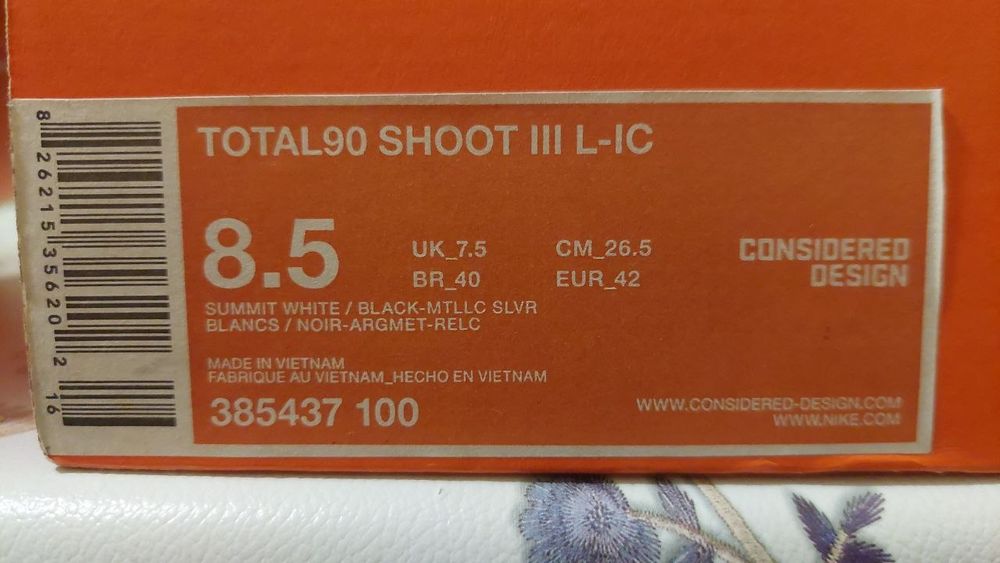 8 26215 35620 2 16
TOTAL90 SHOOT III L-IC
8.5
UK_7.5 CM_26.5
BR_40 EUR_42
CONSIDERED
DESIGN
SUMMIT WHITE / BLACK-MTLLC SLVR
BLANCS / NOIR-ARGMET-RELC
MADE IN VIETNAM
FABRIQUE AU VIETNAM_HECHO EN VIETNAM
385437 100
WWW.CONSIDERED-DESIGN.COM
WWW.NIKE.COM